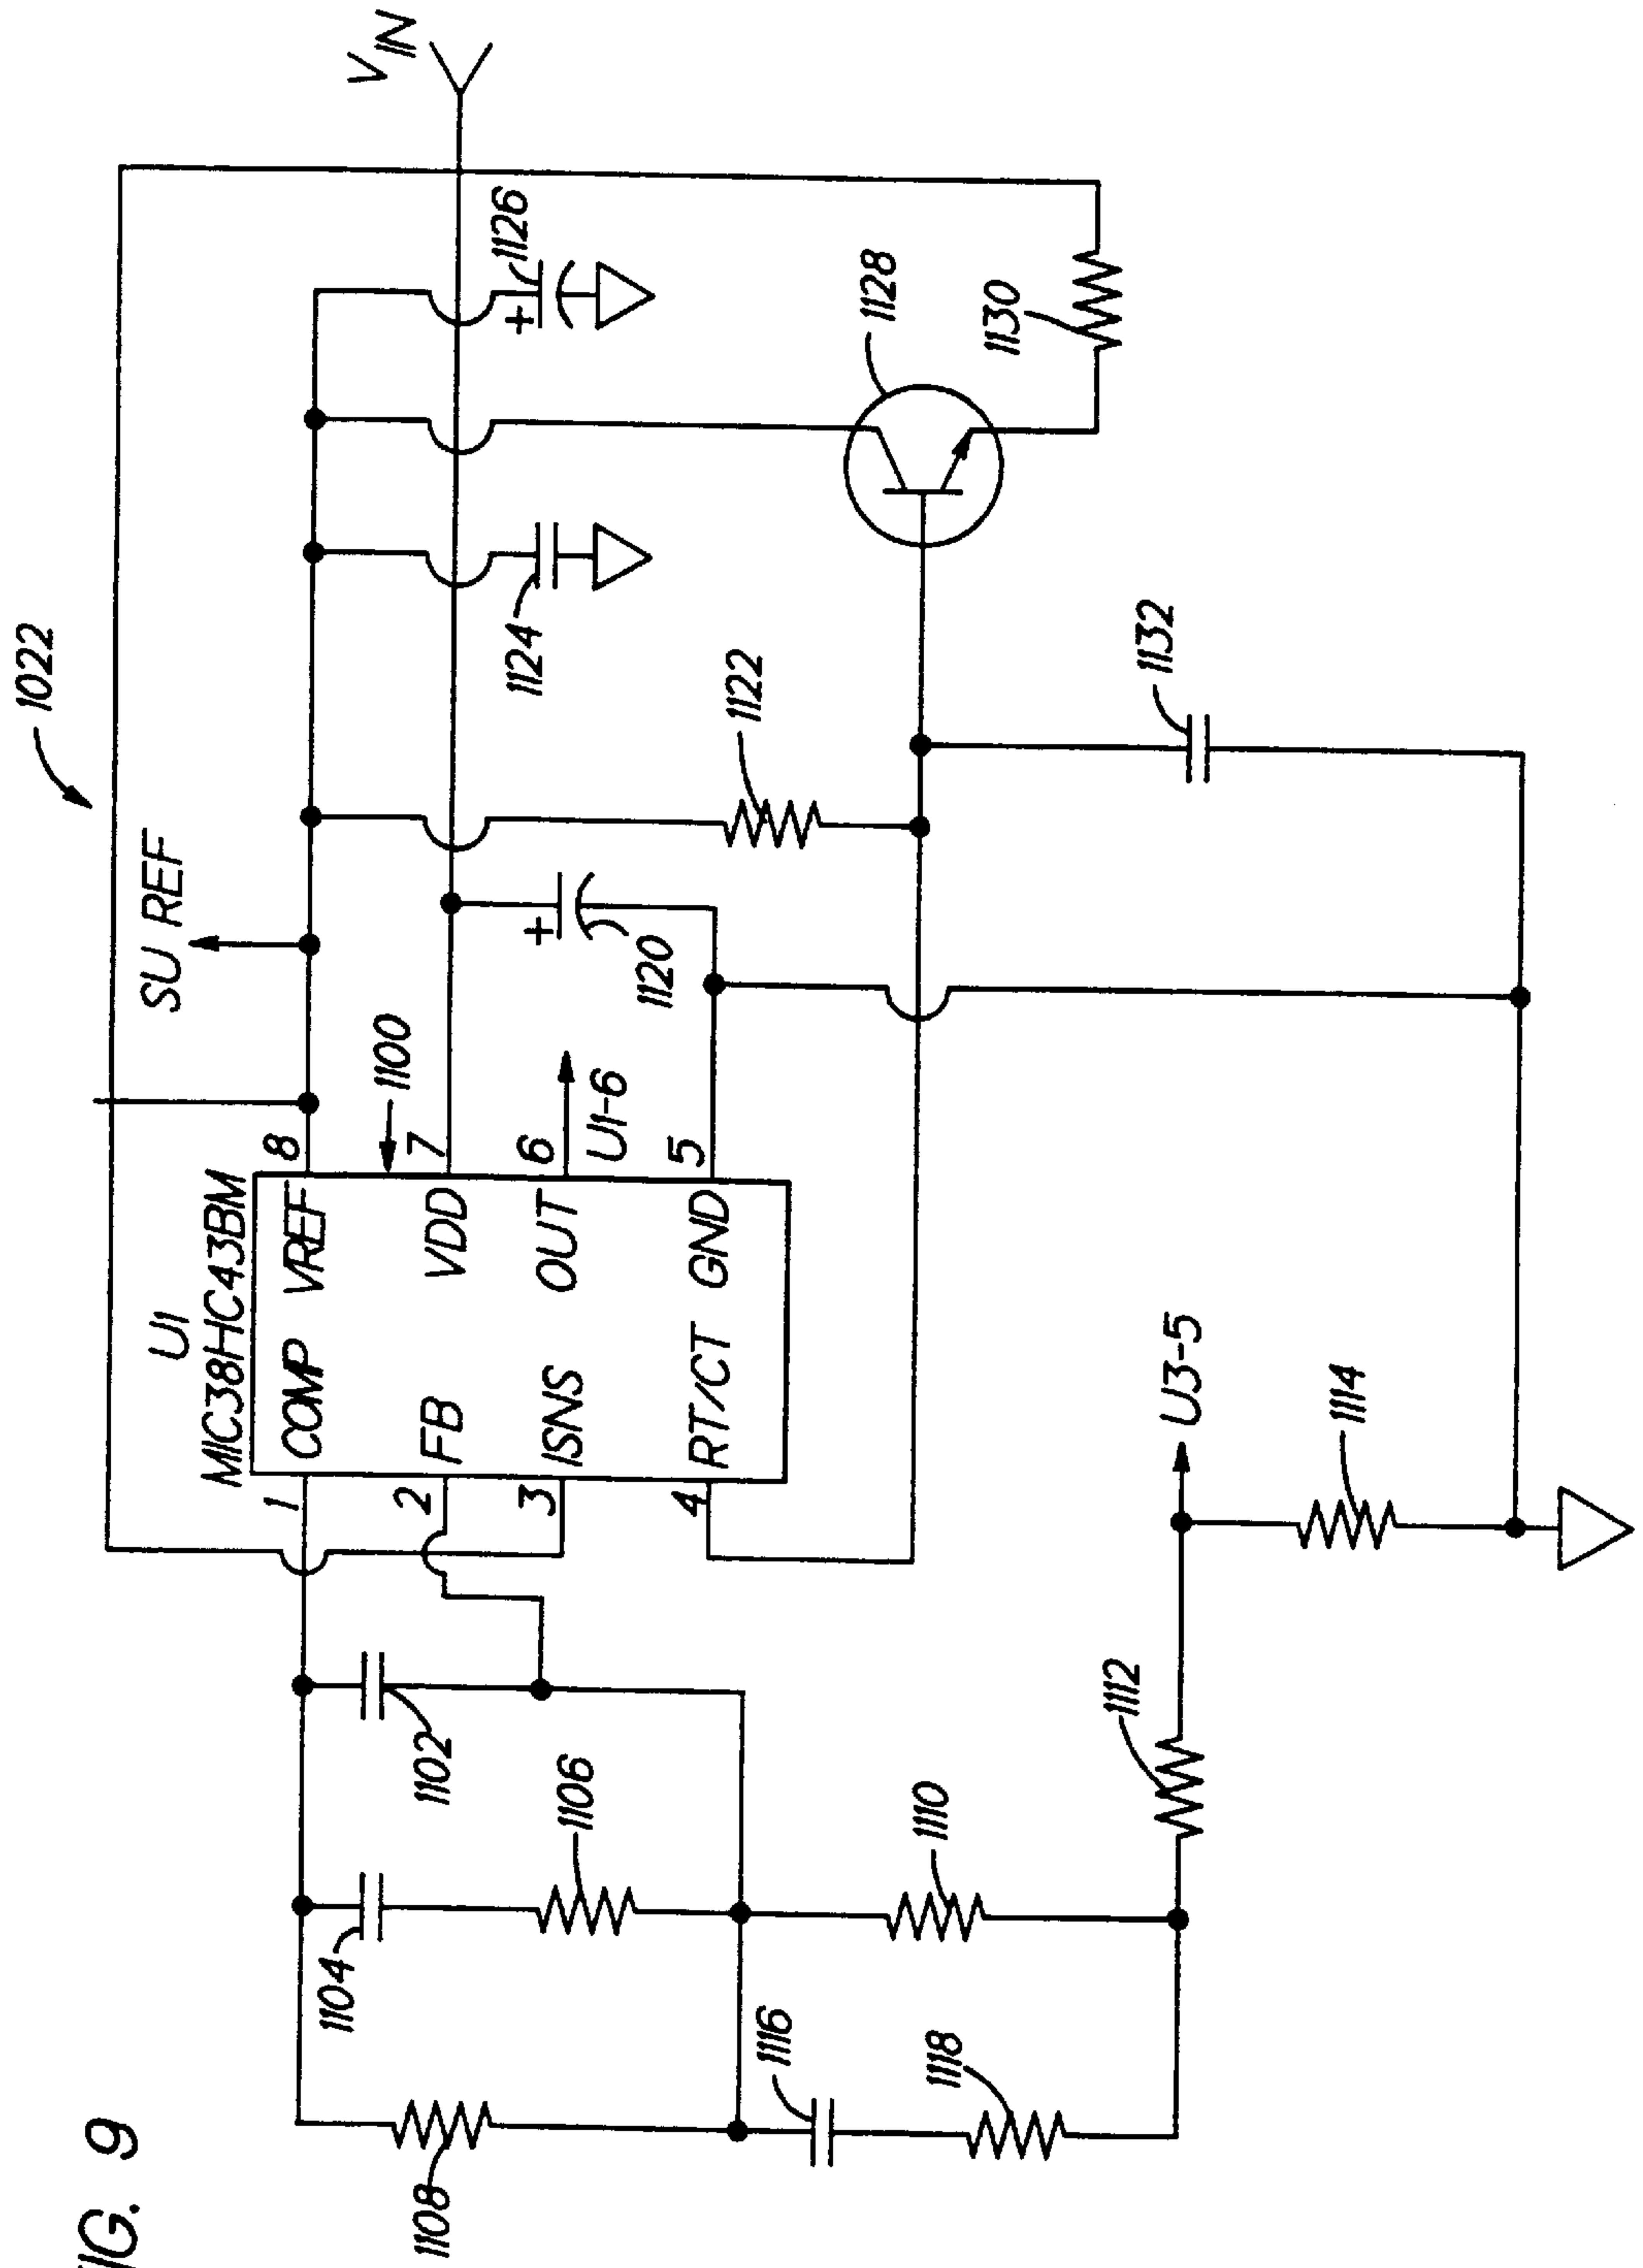 FIG. 9
1022
SU REF
V IN
U1
MIC38HC43BM
1 COMP VREF 8
1100
2 FB VDD 7
3 ISNS OUT 6
U1-6
4 RT/CT GND 5
1126
1124
1120
1122
1128
1130
1132
1102
1104
1106
1108
1110
1116
1118
1112
U3-5
1114